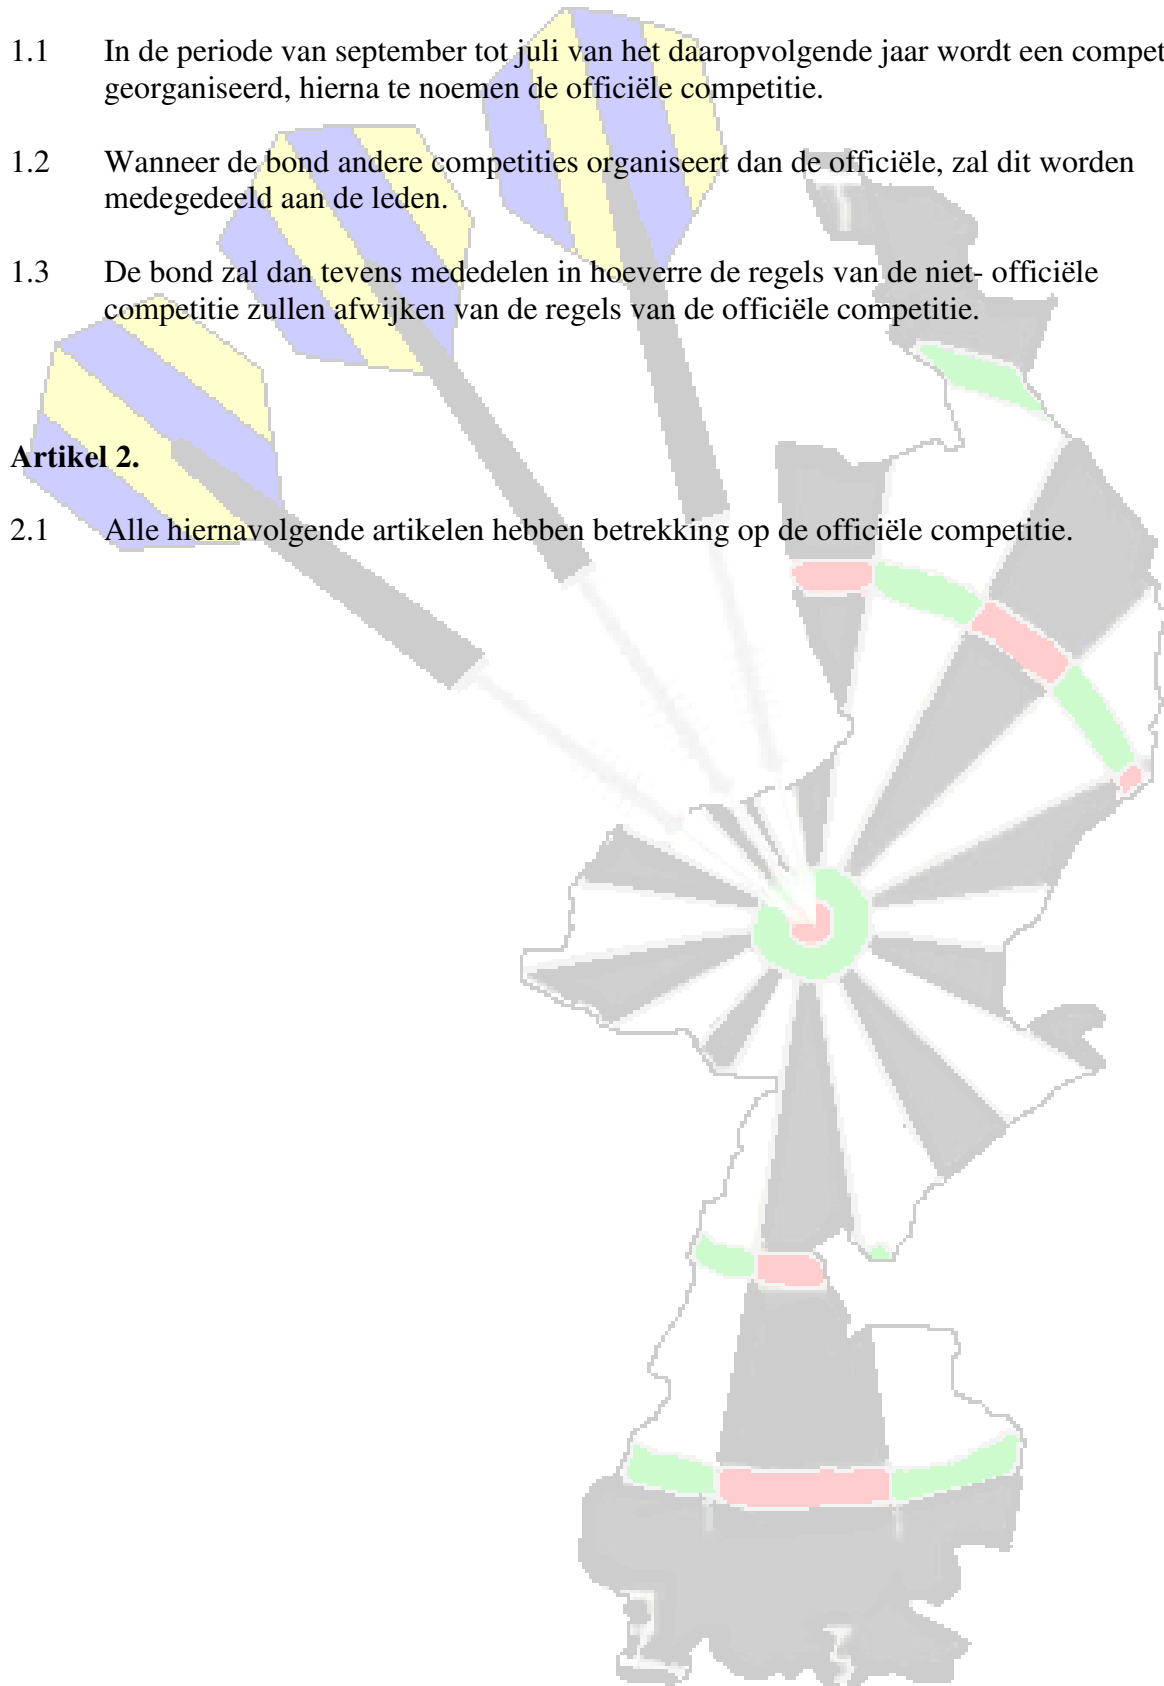 1.1 In de periode van september tot juli van het daaropvolgende jaar wordt een compet
georganiseerd, hierna te noemen de officiële competitie.
1.2 Wanneer de bond andere competities organiseert dan de officiële, zal dit worden
medegedeeld aan de leden.
1.3 De bond zal dan tevens mededelen in hoeverre de regels van de niet- officiële
competitie zullen afwijken van de regels van de officiële competitie.
Artikel 2.
2.1 Alle hiernavolgende artikelen hebben betrekking op de officiële competitie.
3